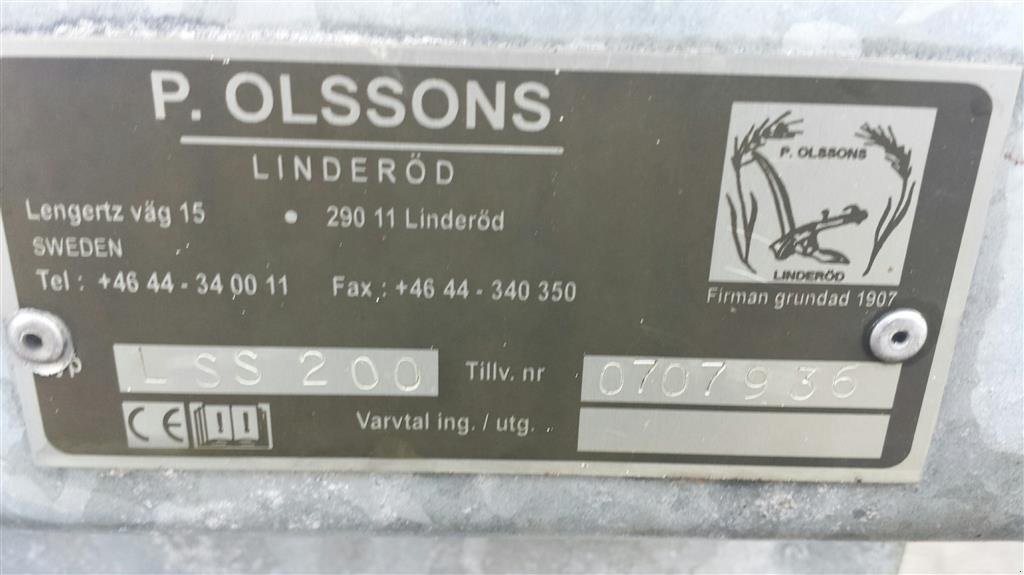 P. OLSSONS
LINDERÖD
Lengertz väg 15 • 290 11 Linderöd
SWEDEN
Tel : +46 44 - 34 00 11 Fax : +46 44 - 340 350
P. OLSSONS
LINDERÖD
Firman grundad 1907
LSS 200 Tillv. nr 0707936
CE Varvtal ing. / utg.